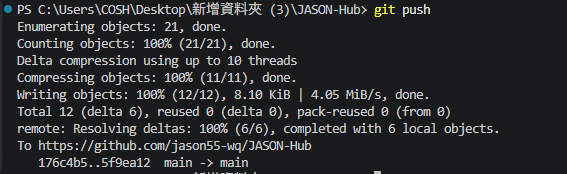 PS C:\Users\COSH\Desktop\新增資料夾 (3)\JASON-Hub> git push
Enumerating objects: 21, done.
Counting objects: 100% (21/21), done.
Delta compression using up to 10 threads
Compressing objects: 100% (11/11), done.
Writing objects: 100% (12/12), 8.10 KiB | 4.05 MiB/s, done.
Total 12 (delta 6), reused 0 (delta 0), pack-reused 0 (from 0)
remote: Resolving deltas: 100% (6/6), completed with 6 local objects.
To https://github.com/jason55-wq/JASON-Hub
176c4b5..5f9ea12  main -> main